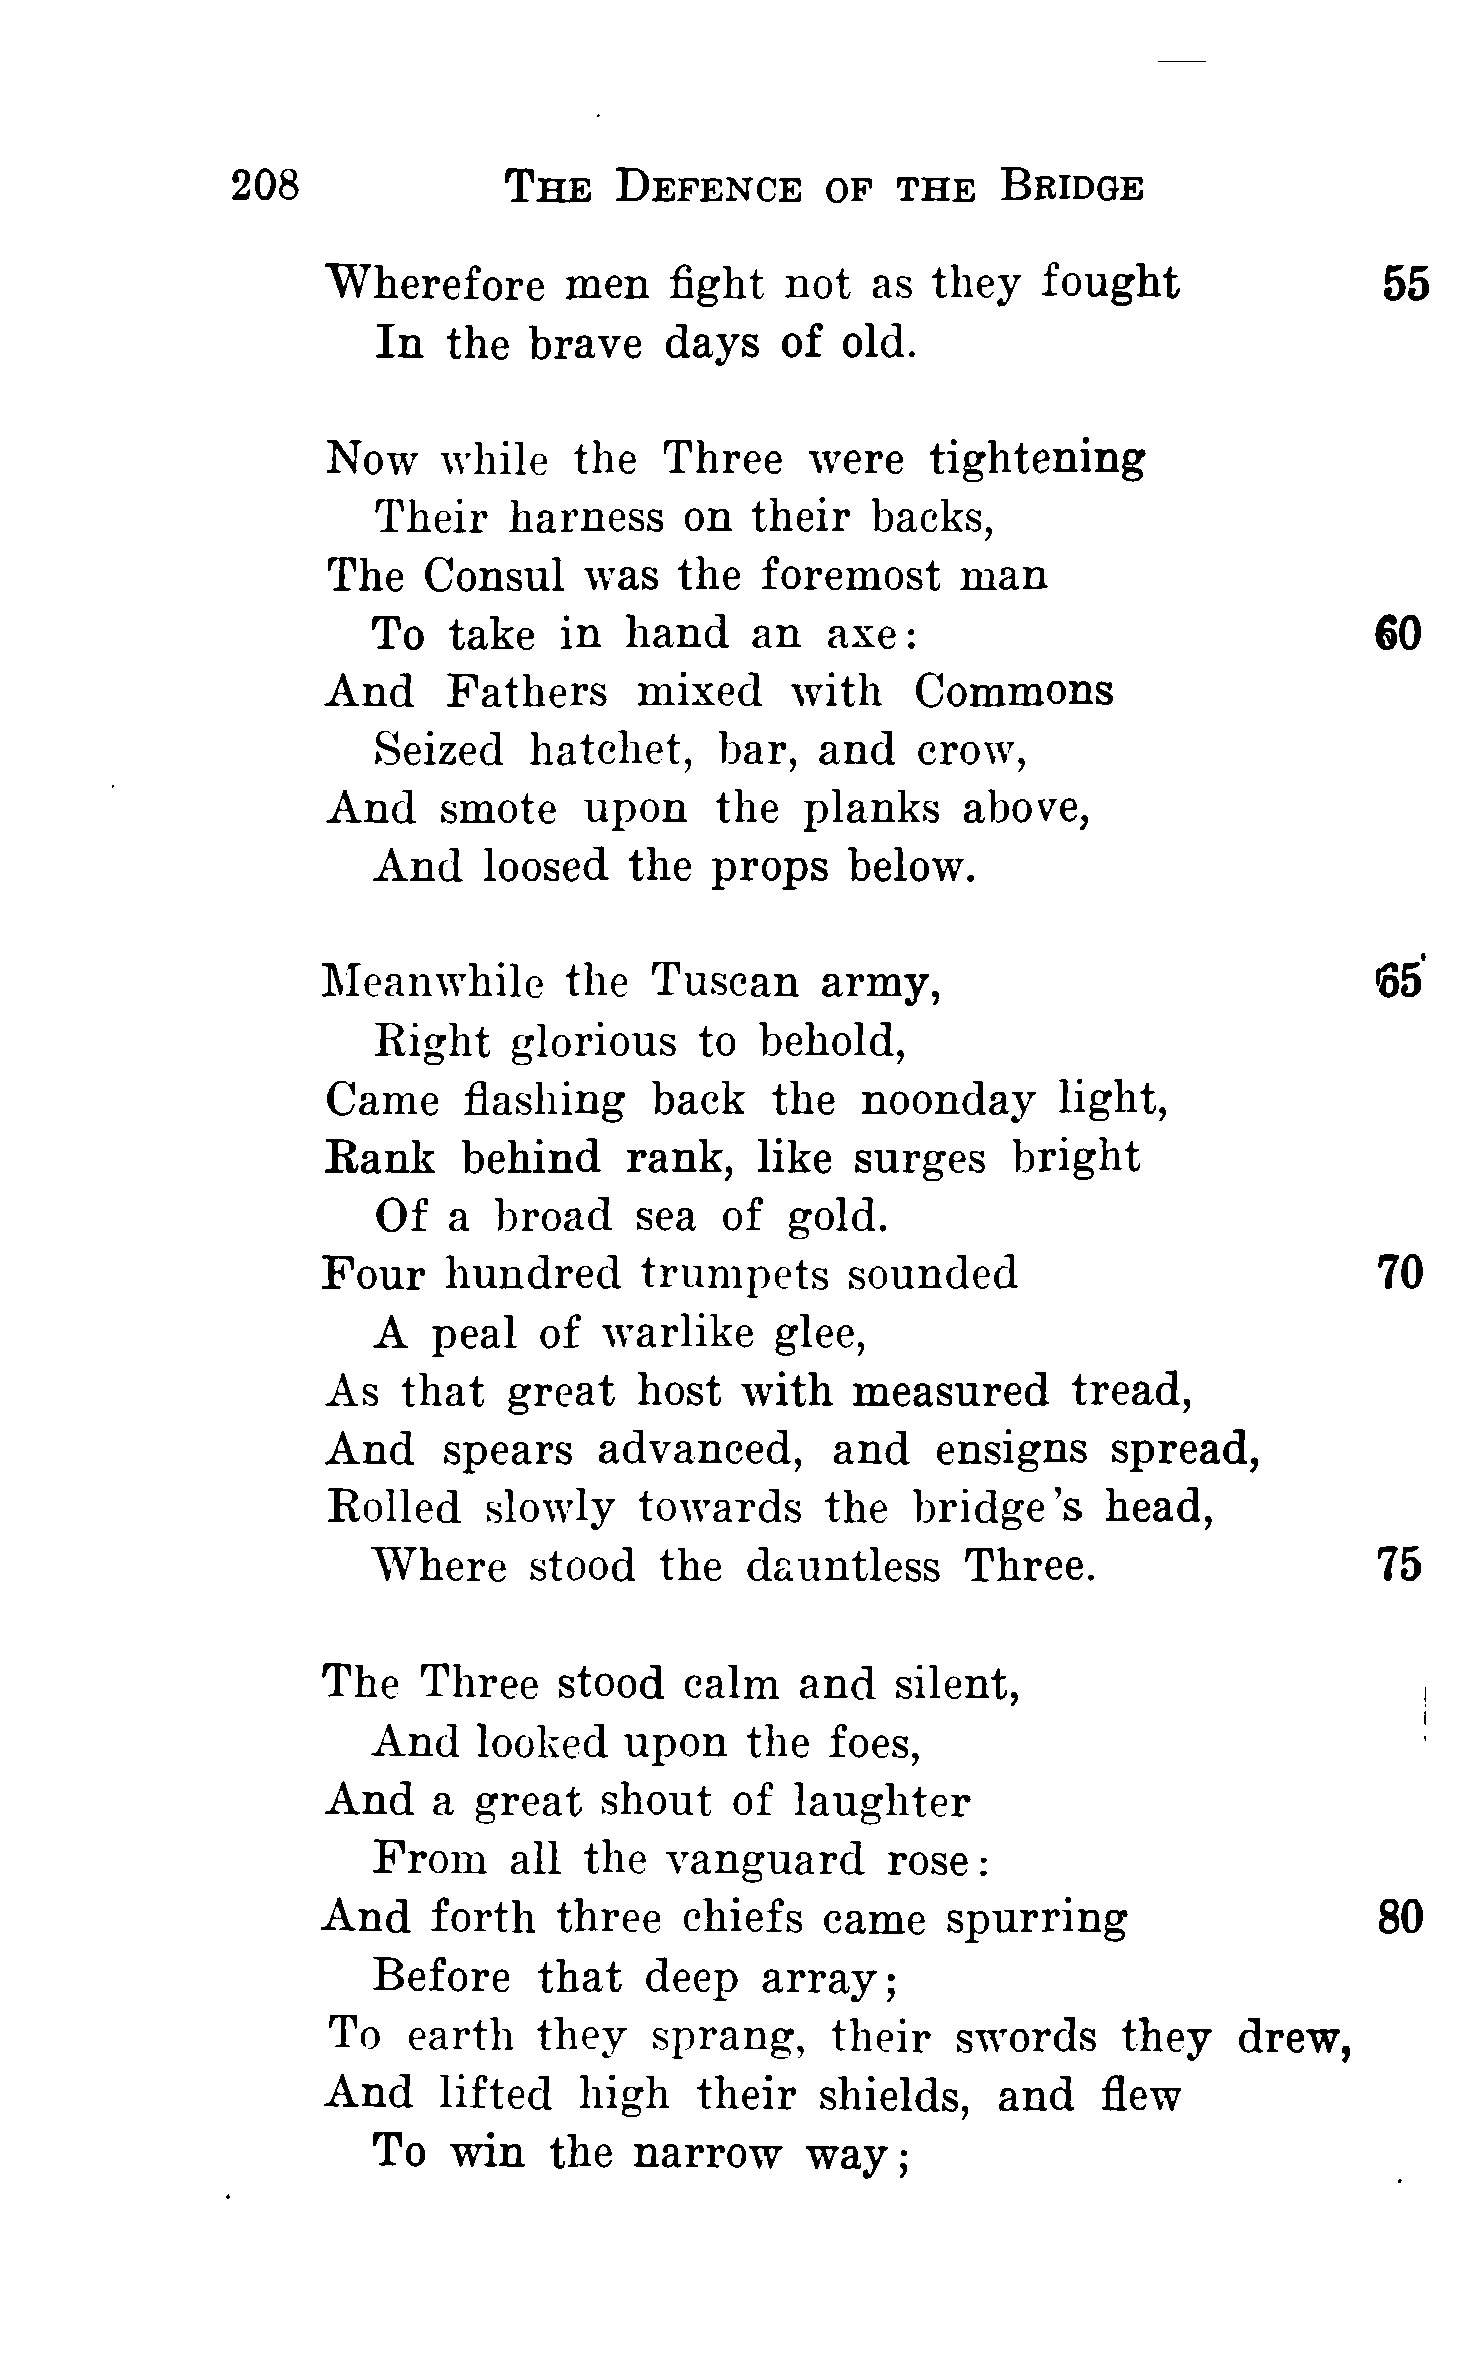 208 THE DEFENCE OF THE BRIDGE
Wherefore men fight not as they fought 55
In the brave days of old.
Now while the Three were tightening
Their harness on their backs,
The Consul was the foremost man
To take in hand an axe:
60
And Fathers mixed with Commons
Seized hatchet, bar, and crow,
And smote upon the planks above,
And loosed the props below.
Meanwhile the Tuscan army, 65
Right glorious to behold,
Came flashing back the noonday light,
Rank behind rank, like surges bright
Of a broad sea of gold.
Four hundred trumpets sounded 70
A peal of warlike glee,
As that great host with measured tread,
And spears advanced, and ensigns spread,
Rolled slowly towards the bridge's head,
Where stood the dauntless Three. 75
The Three stood calm and silent,
And looked upon the foes,
And a great shout of laughter
From all the vanguard rose:
And forth three chiefs came spurring 80
Before that deep array;
To earth they sprang, their swords they drew,
And lifted high their shields, and flew
To win the narrow way;